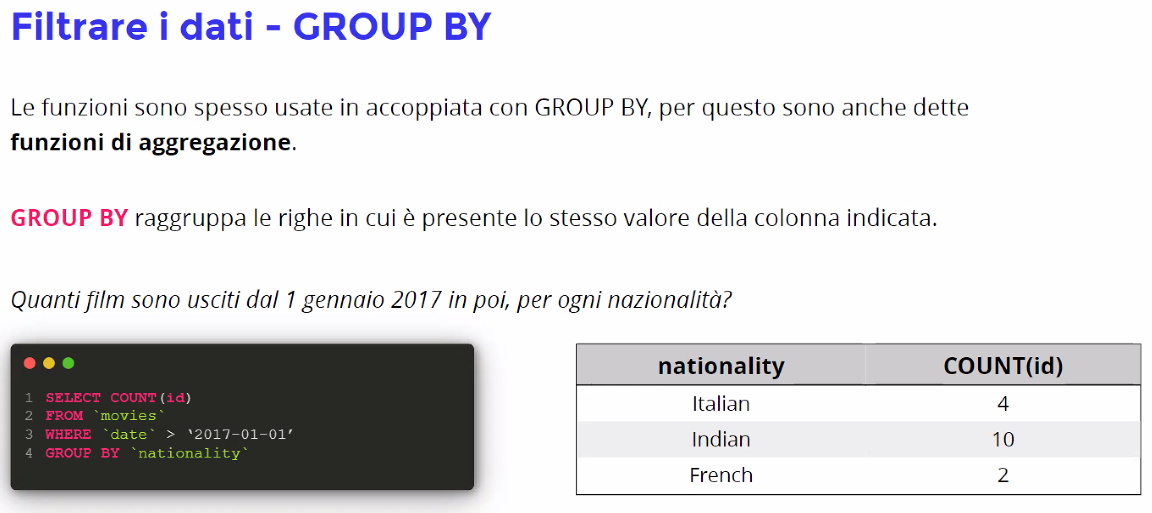 Filtrare i dati - GROUP BY
Le funzioni sono spesso usate in accoppiata con GROUP BY, per questo sono anche dette
funzioni di aggregazione.
GROUP BY raggruppa le righe in cui è presente lo stesso valore della colonna indicata.
Quanti film sono usciti dal 1 gennaio 2017 in poi, per ogni nazionalità?
1 SELECT COUNT(id)
2 FROM `movies`
3 WHERE `date` > ‘2017-01-01’
4 GROUP BY `nationality`
nationality COUNT(id)
Italian 4
Indian 10
French 2